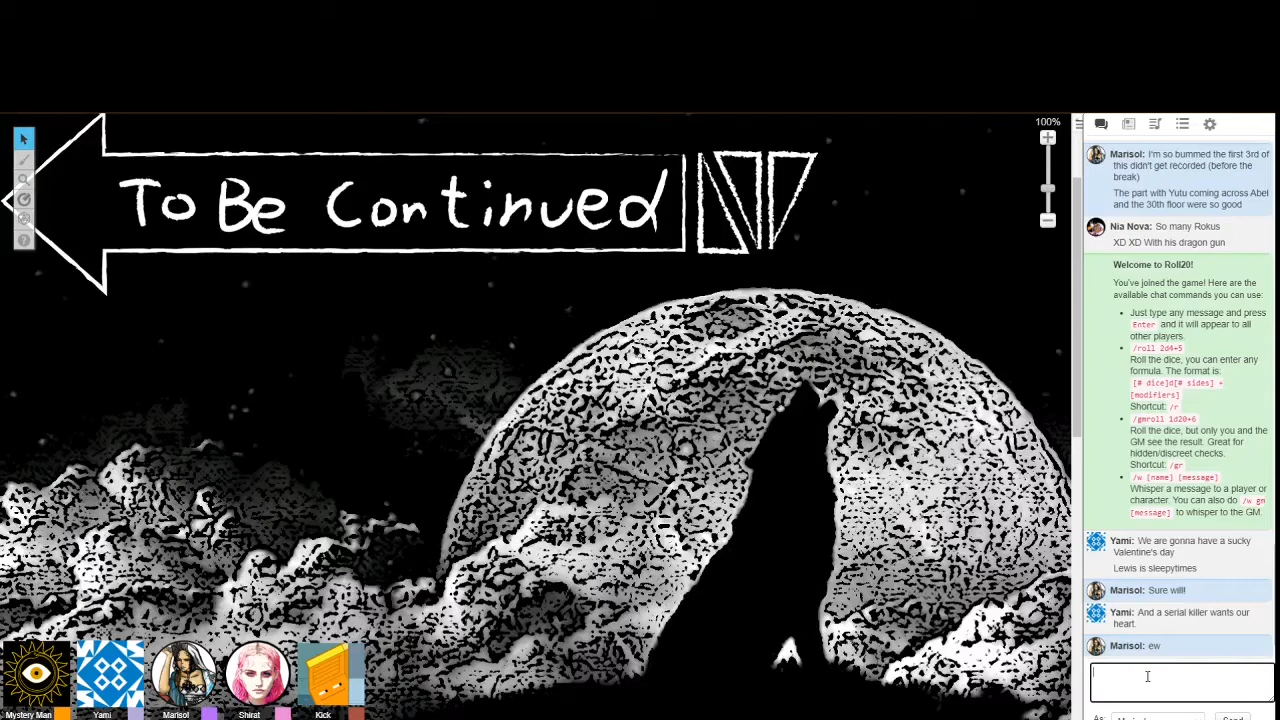 To Be Continued
100%
Marisol: I'm so bummed the first 3rd of
this didn't get recorded (before the
break)
The part with Yutu coming across Abel
and the 30th floor were so good
Nia Nova: So many Rokus
XD XD With his dragon gun
Welcome to Roll20!
You've joined the game! Here are the
available chat commands you can use:
Just type any message and press
Enter and it will appear to all
other players.
/roll 2d4+5
Roll the dice, you can enter any
formula. The format is:
[# dice]d[# sides] +
[modifiers]
Shortcut: /r
/gmroll 1d20+6
Roll the dice, but only you and the
GM see the result. Great for
hidden/discreet checks.
Shortcut: /gr
/w [name] [message]
Whisper a message to a player or
character. You can also do /w gm
[message] to whisper to the GM.
Yami: We are gonna have a sucky
Valentine's day
Lewis is sleepytimes
Marisol: Sure will!
Yami: And a serial killer wants our
heart.
Marisol: ew
As: Marisol Send
Mystery Man
Yami
Marisol
Shirat
Kick